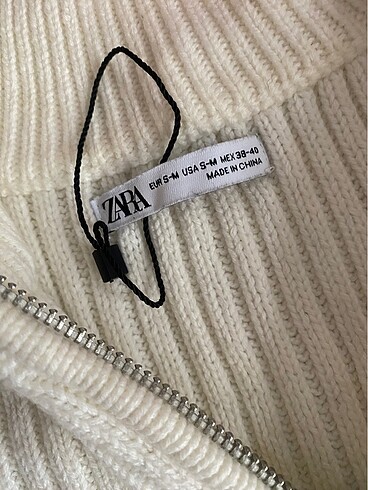 ZARA
EUR S-M USA S-M MEX 38-40
MADE IN CHINA